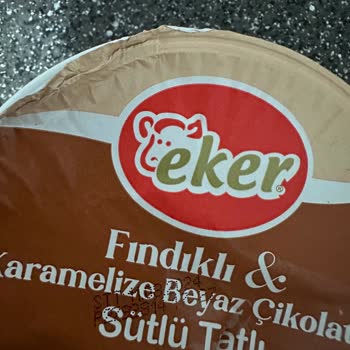 eker
Fındıklı &
Karamelize Beyaz Çikolat
Sütlü Tatlı